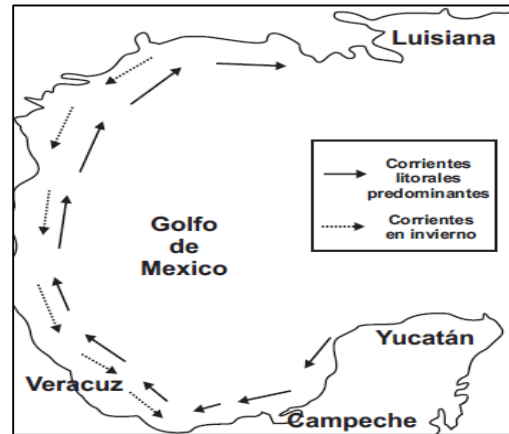 Luisiana
Corrientes
litorales
predominantes
Corrientes
en invierno
Golfo
de
Mexico
Yucatán
Veracuz
Campeche